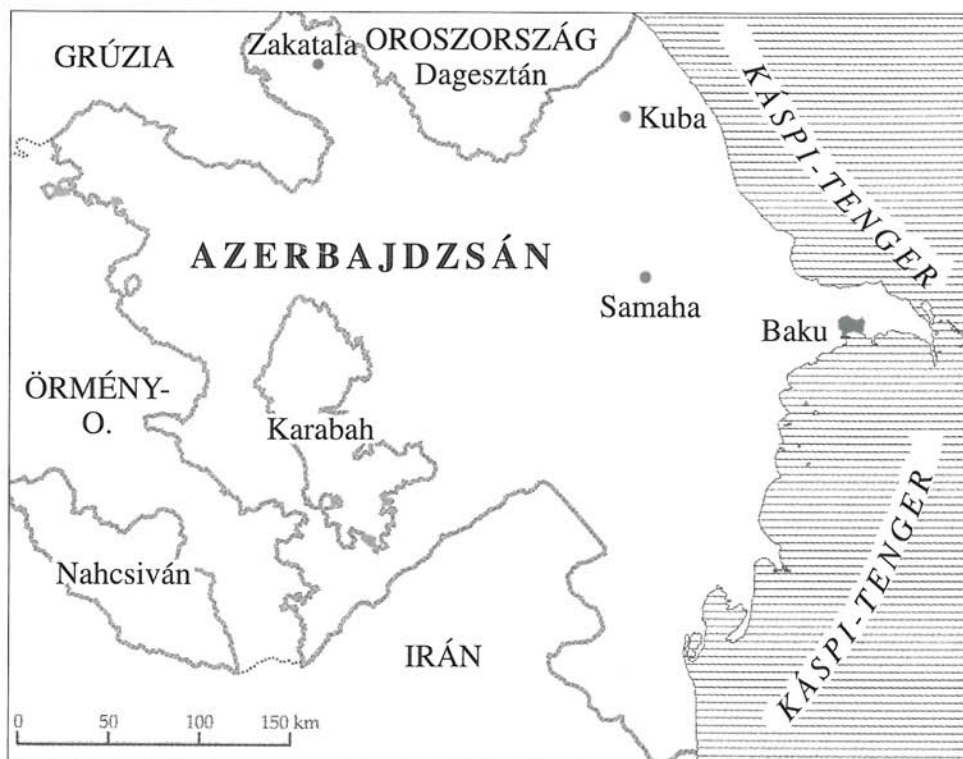 GRÚZIA
Zakatala
OROSZORSZÁG
Dagesztán
KÁSPI-TENGER
Kuba
AZERBAJDZSÁN
Samaha
Baku
ÖRMÉNY-
O.
Karabah
KÁSPI-TENGER
Nahcsiván
IRÁN
0 50 100 150 km